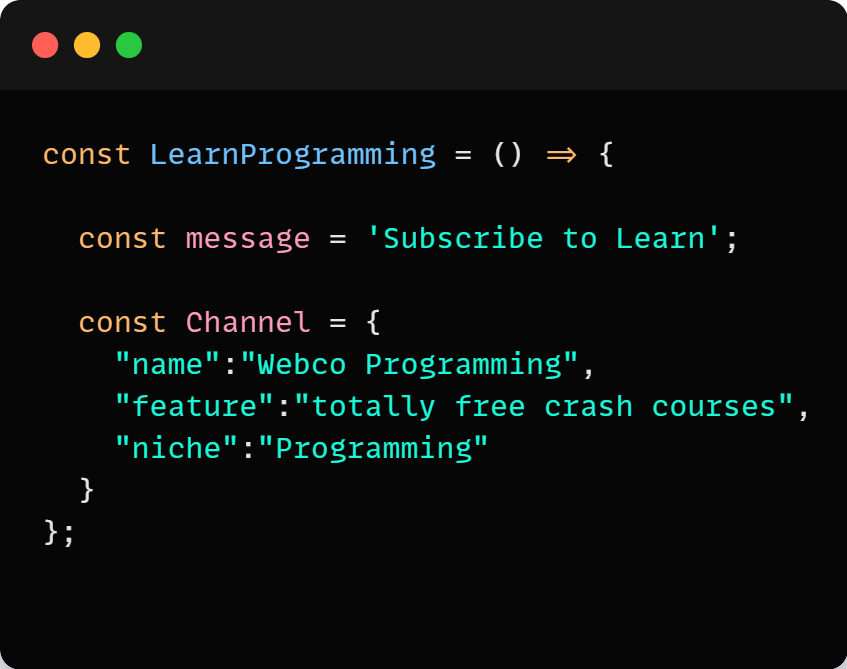 const LearnProgramming = () => {
const message = 'Subscribe to Learn';
const Channel = {
"name":"Webco Programming",
"feature":"totally free crash courses",
"niche":"Programming"
}
};